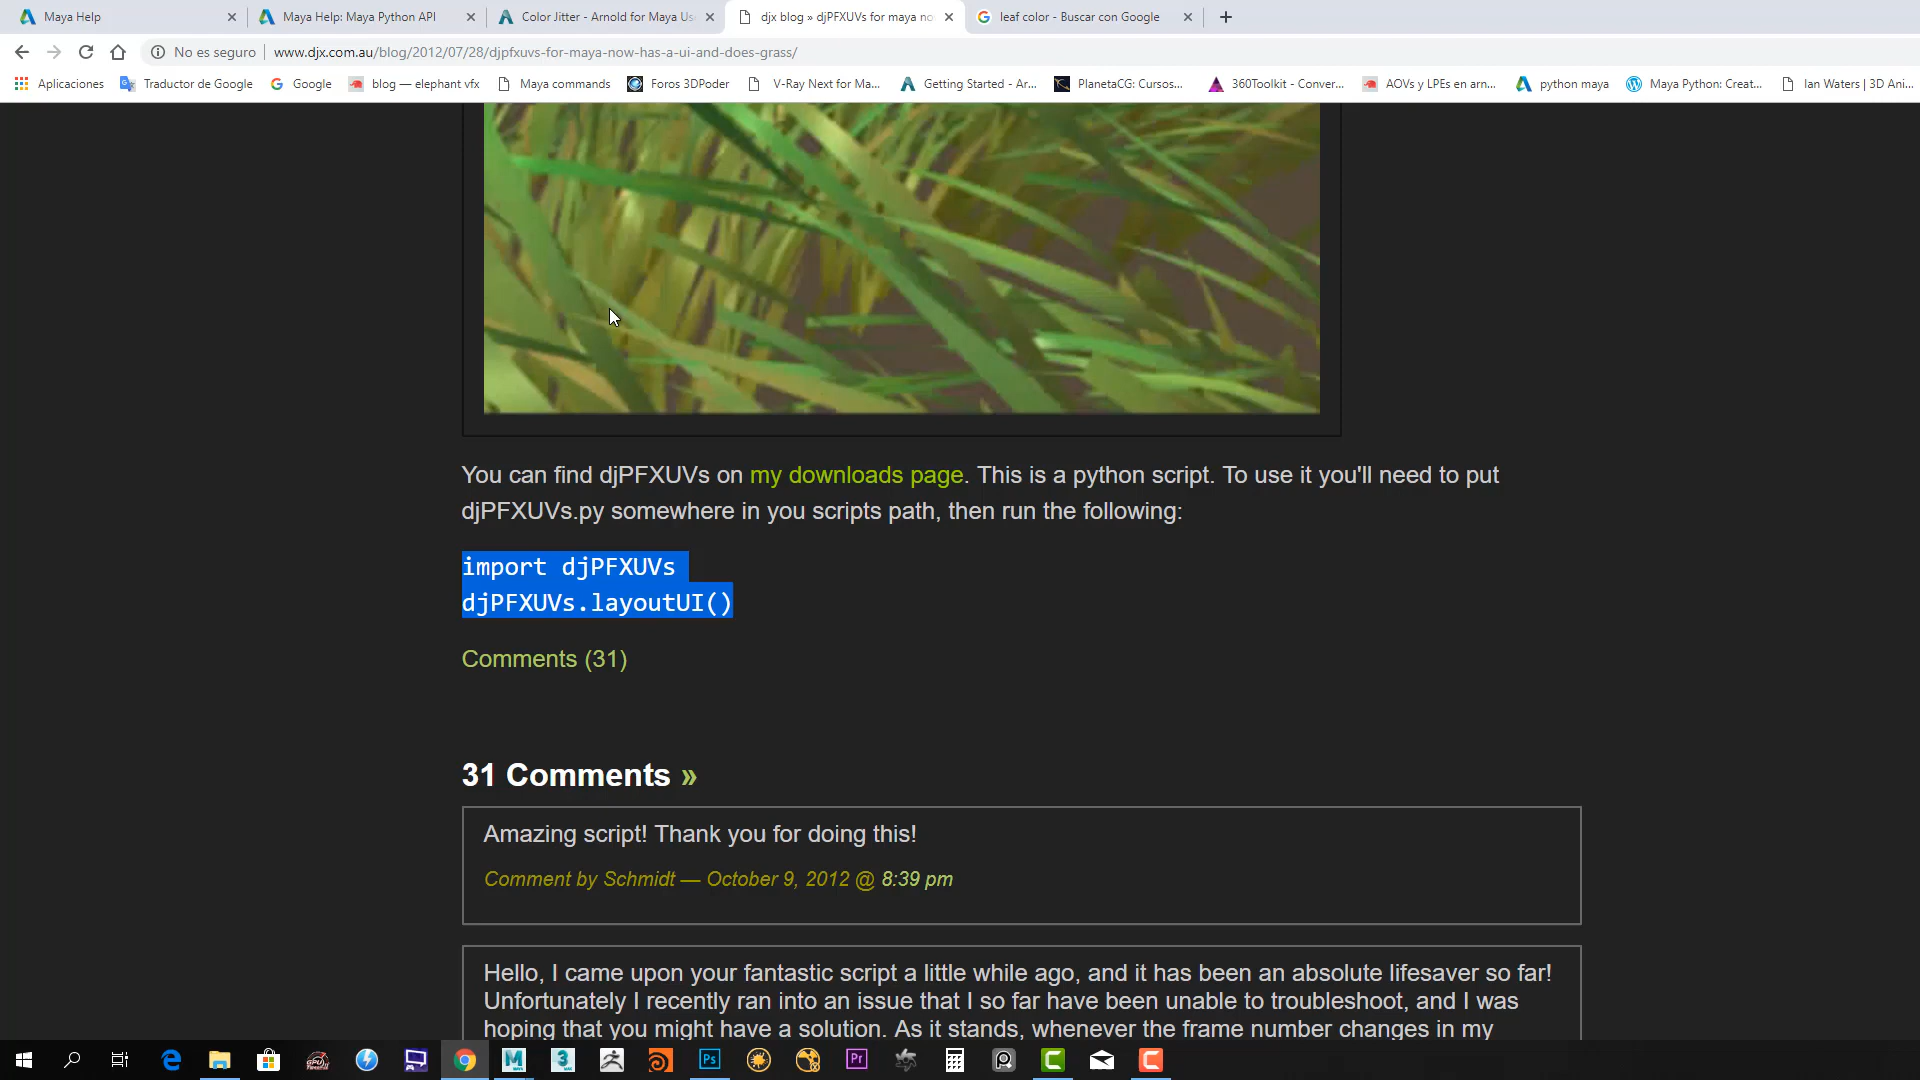 Maya Help
Maya Help: Maya Python API
Color Jitter - Arnold for Maya Us
djx blog » djPFXUVs for maya no
leaf color - Buscar con Google
No es seguro
www.djx.com.au/blog/2012/07/28/djpfxuvs-for-maya-now-has-a-ui-and-does-grass/
Aplicaciones
Traductor de Google
Google
blog — elephant vfx
Maya commands
Foros 3DPoder
V-Ray Next for Ma...
Getting Started - Ar...
PlanetaCG: Cursos...
360Toolkit - Conver...
AOVs y LPEs en arn...
python maya
Maya Python: Creat...
Ian Waters | 3D Ani...
You can find djPFXUVs on my downloads page. This is a python script. To use it you'll need to put
djPFXUVs.py somewhere in you scripts path, then run the following:
import djPFXUVs
djPFXUVs.layoutUI()
Comments (31)
31 Comments »
Amazing script! Thank you for doing this!
Comment by Schmidt — October 9, 2012 @ 8:39 pm
Hello, I came upon your fantastic script a little while ago, and it has been an absolute lifesaver so far!
Unfortunately I recently ran into an issue that I so far have been unable to troubleshoot, and I was
hoping that you might have a solution. As it stands, whenever the frame number changes in my